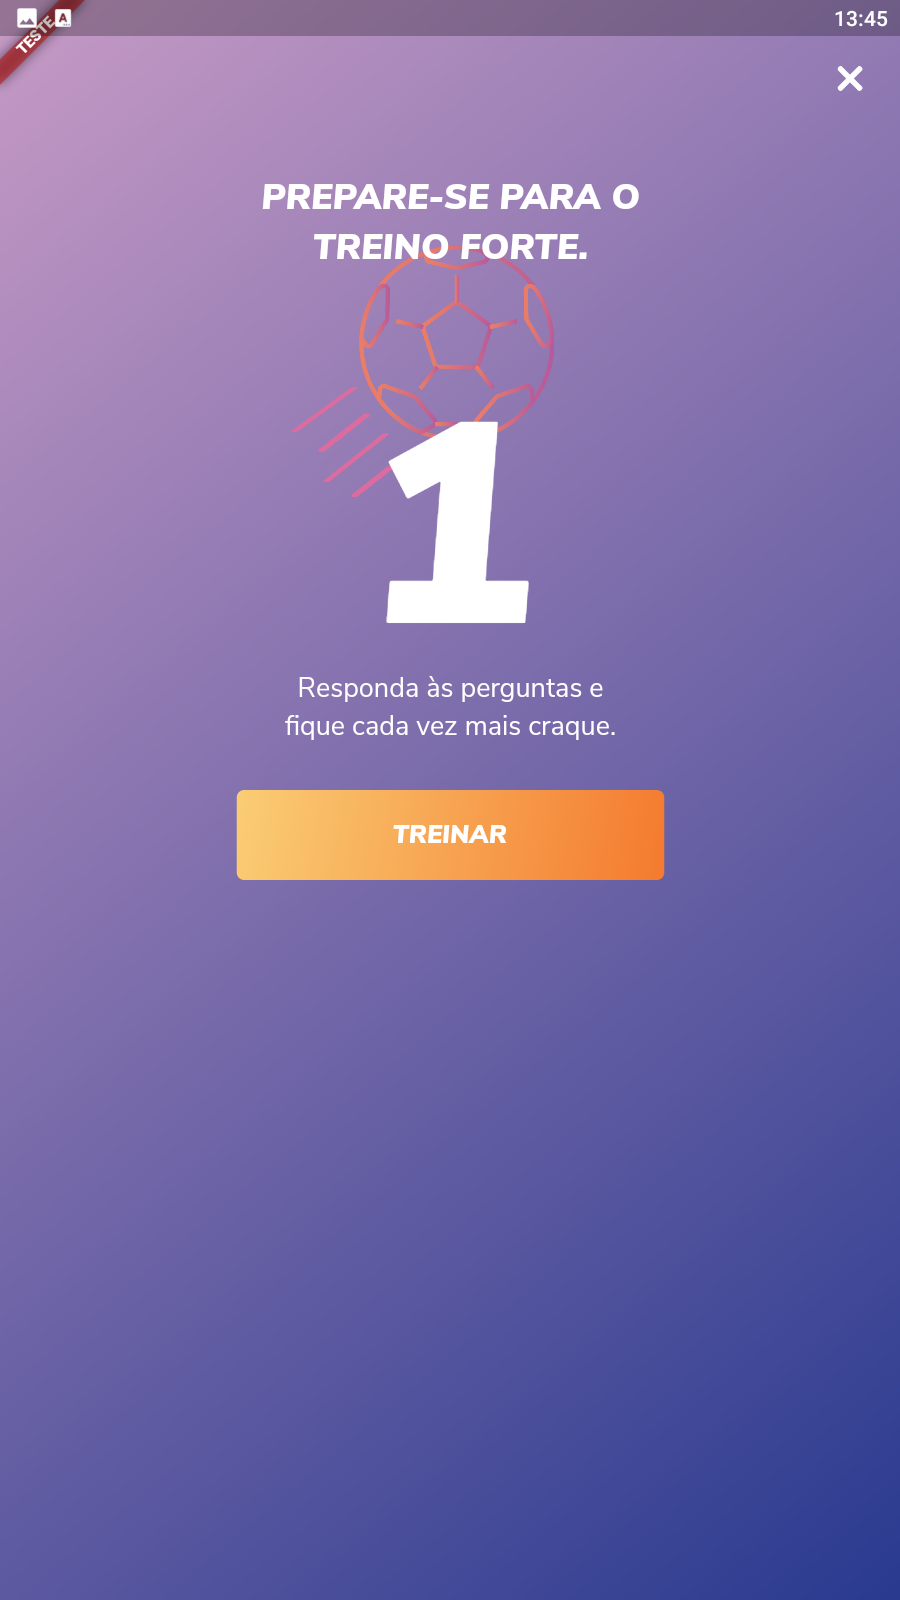 13:45
TESTE
PREPARE-SE PARA O
TREINO FORTE.
1
Responda às perguntas e
fique cada vez mais craque.
TREINAR